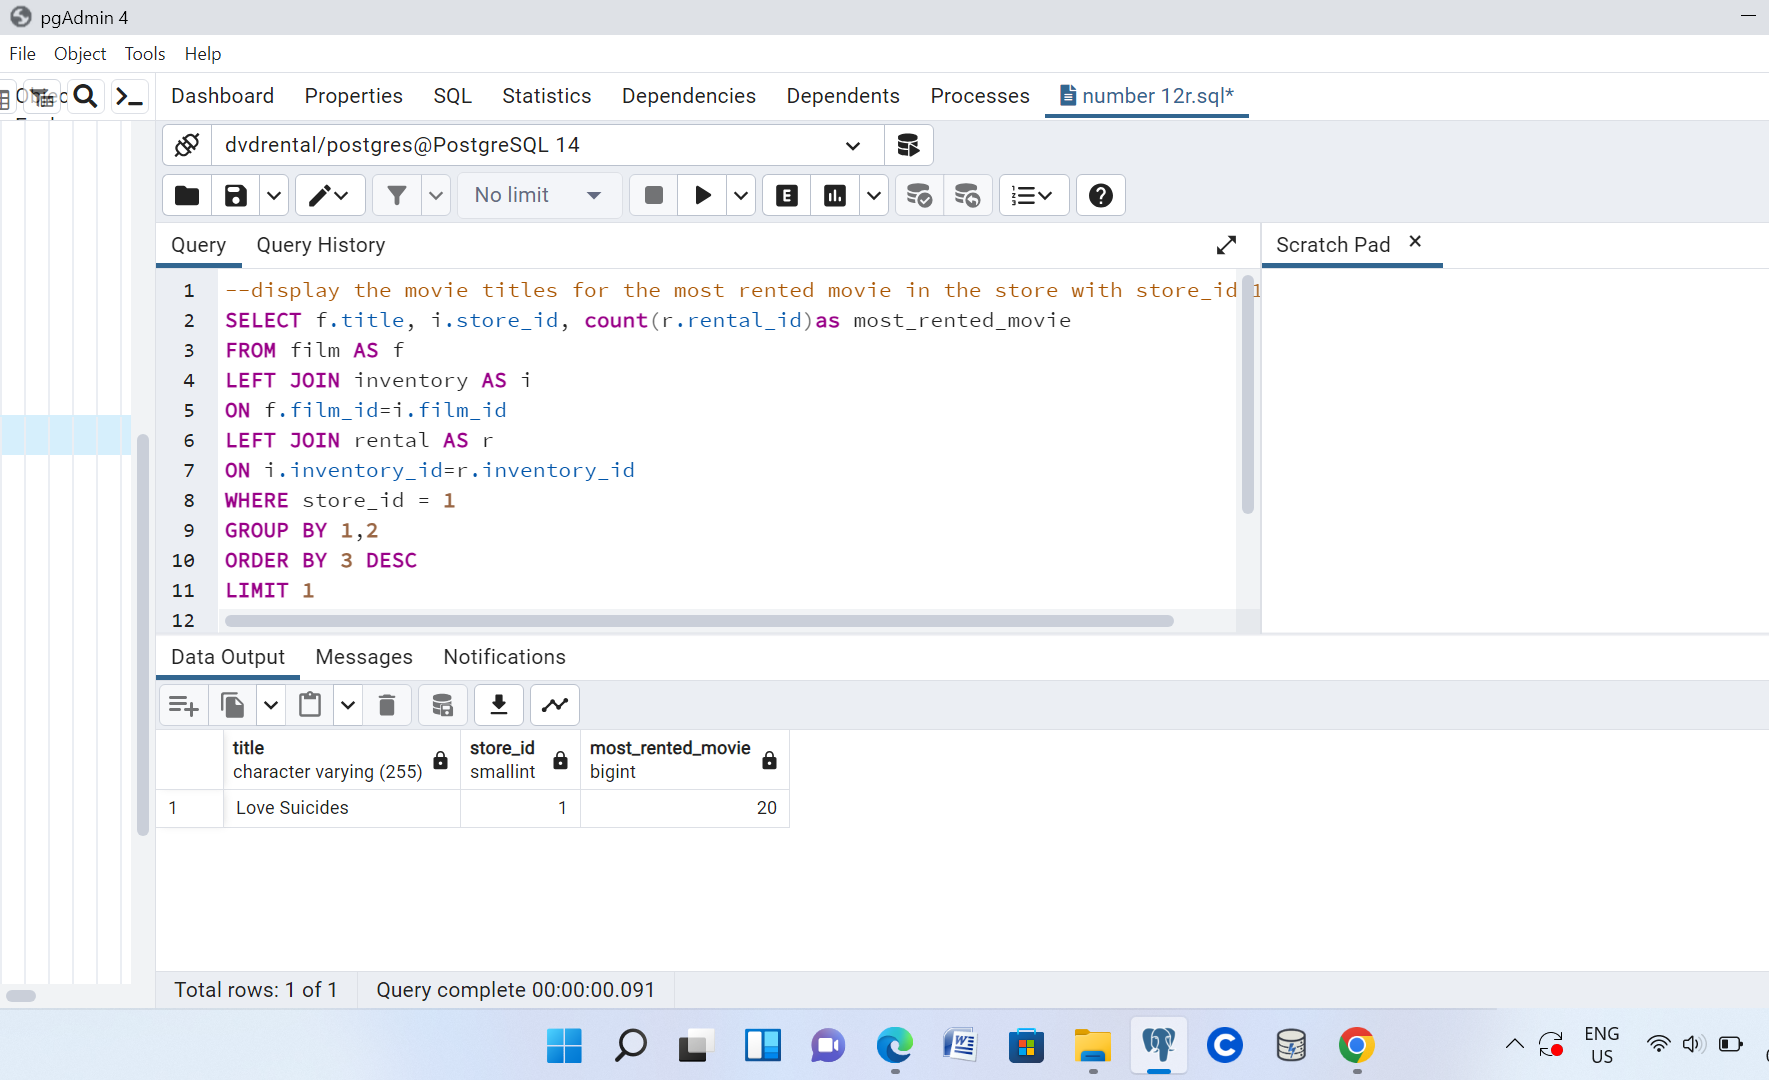 pgAdmin 4
File Object Tools Help
Dashboard Properties SQL Statistics Dependencies Dependents Processes number 12r.sql*
dvdrental/postgres@PostgreSQL 14
No limit
E
Query Query History
Scratch Pad
1 --display the movie titles for the most rented movie in the store with store_id 1
2 SELECT f.title, i.store_id, count(r.rental_id)as most_rented_movie
3 FROM film AS f
4 LEFT JOIN inventory AS i
5 ON f.film_id=i.film_id
6 LEFT JOIN rental AS r
7 ON i.inventory_id=r.inventory_id
8 WHERE store_id = 1
9 GROUP BY 1,2
10 ORDER BY 3 DESC
11 LIMIT 1
12
Data Output Messages Notifications
title store_id most_rented_movie
character varying (255) smallint bigint
1 Love Suicides 1 20
Total rows: 1 of 1 Query complete 00:00:00.091
ENG
US